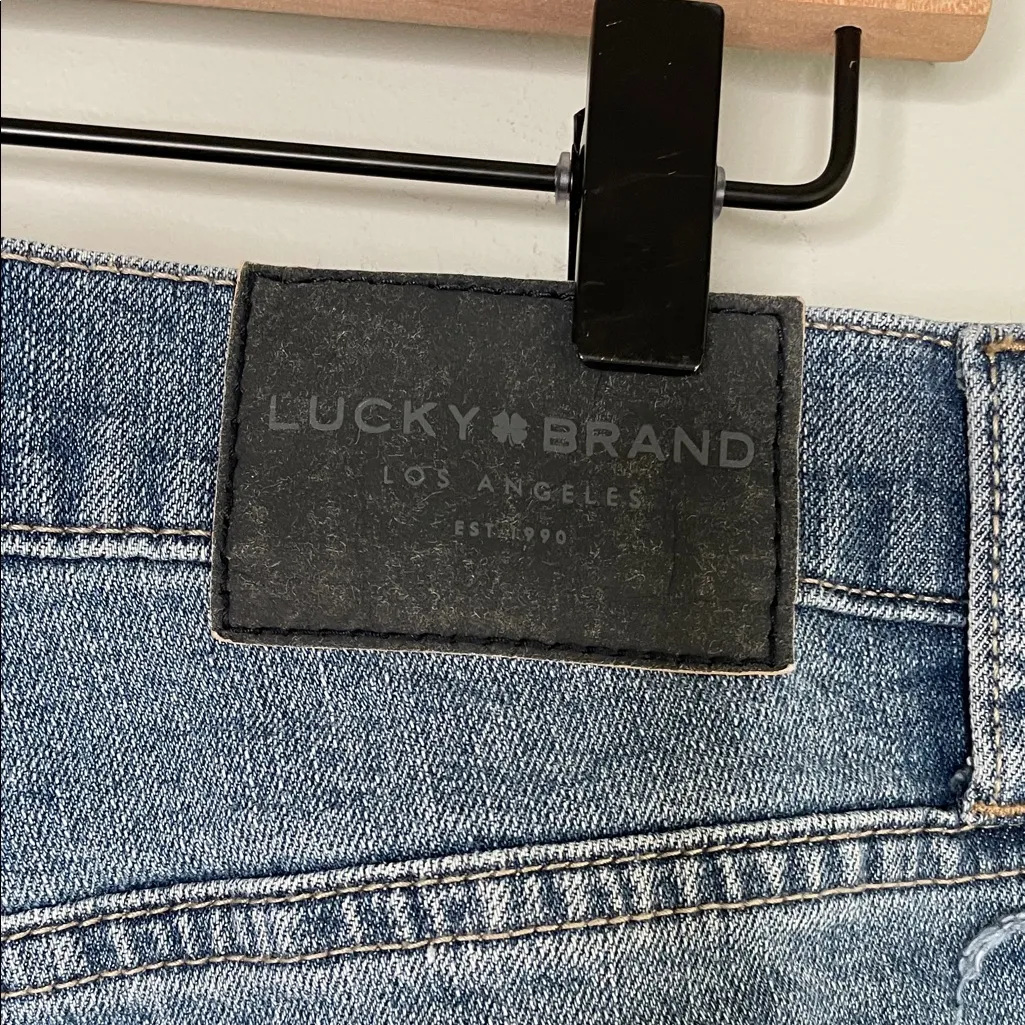 LUCKY BRAND
LOS ANGELES
EST. 1990